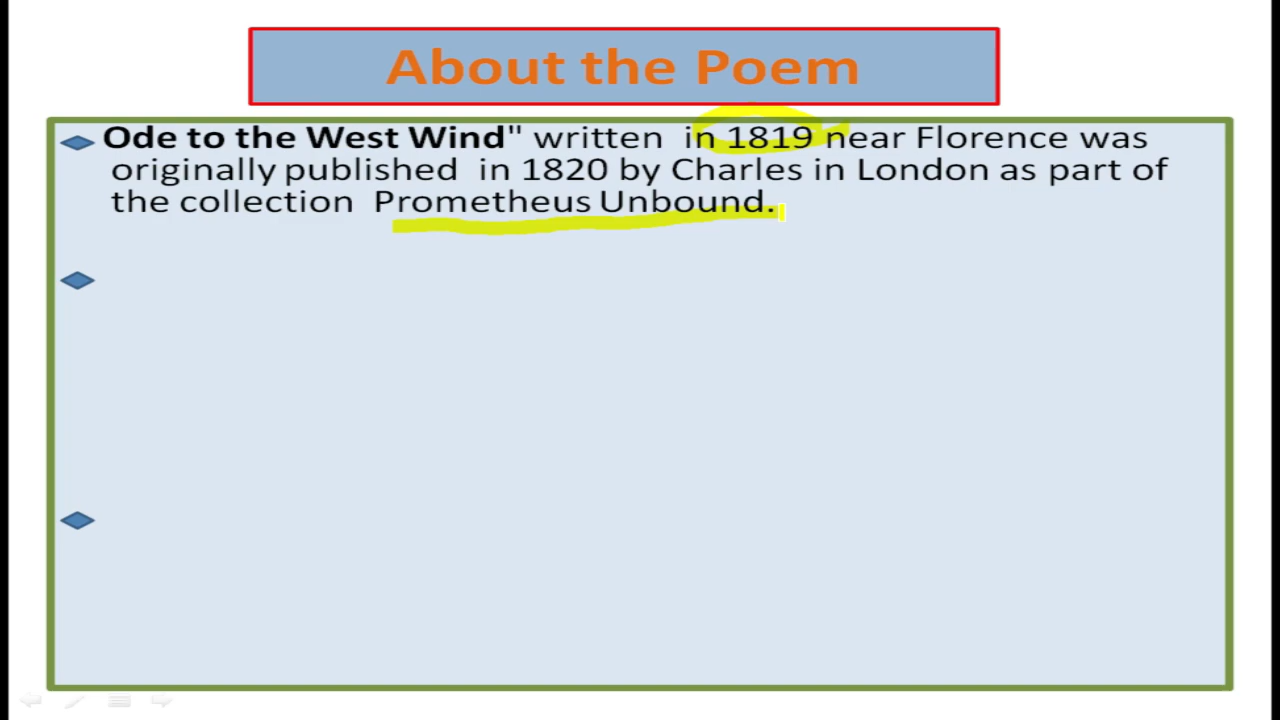 About the Poem
Ode to the West Wind" written in 1819 near Florence was
originally published in 1820 by Charles in London as part of
the collection Prometheus Unbound.